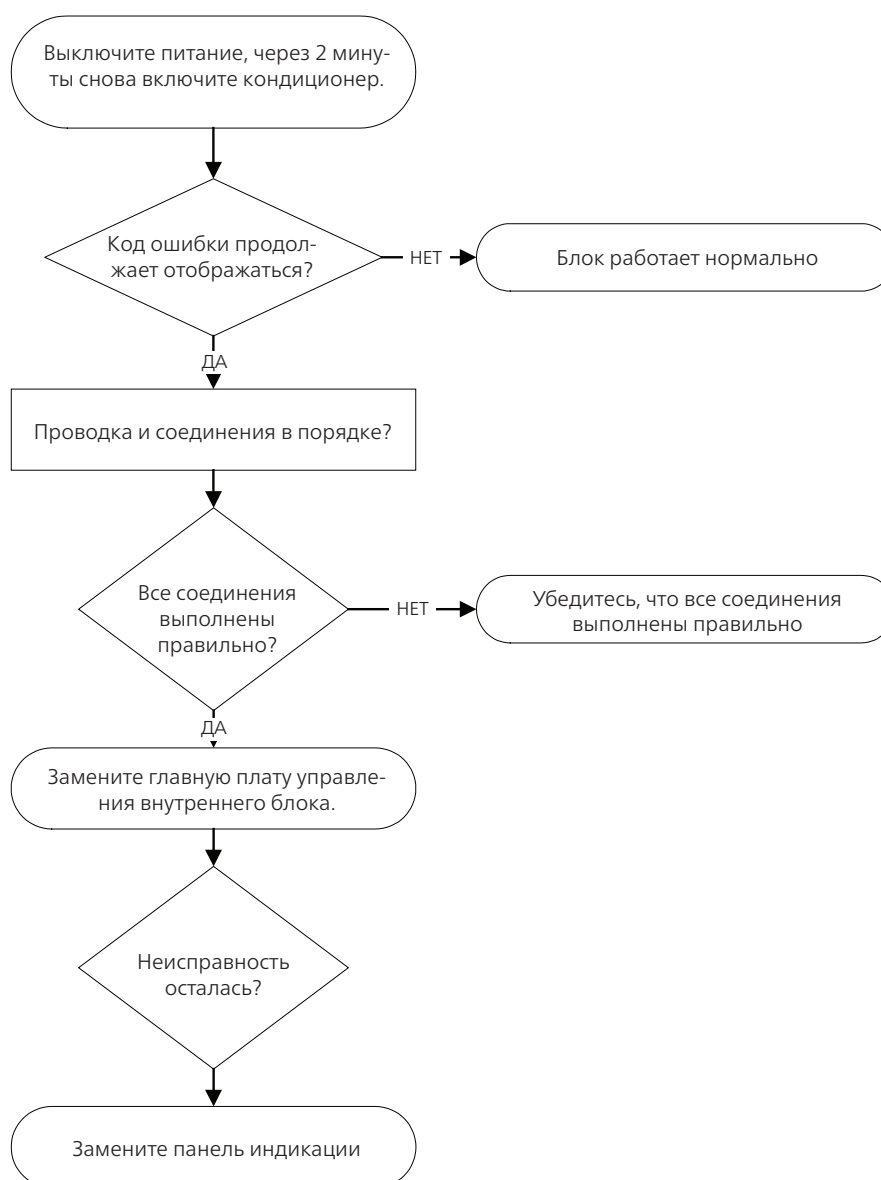 Выключите питание, через 2 мину-
ты снова включите кондиционер.
Код ошибки продол-
жает отображаться?
НЕТ
Блок работает нормально
ДА
Проводка и соединения в порядке?
Все соединения
выполнены
правильно?
НЕТ
Убедитесь, что все соединения
выполнены правильно
ДА
Замените главную плату управле-
ния внутреннего блока.
Неисправность
осталась?
Замените панель индикации